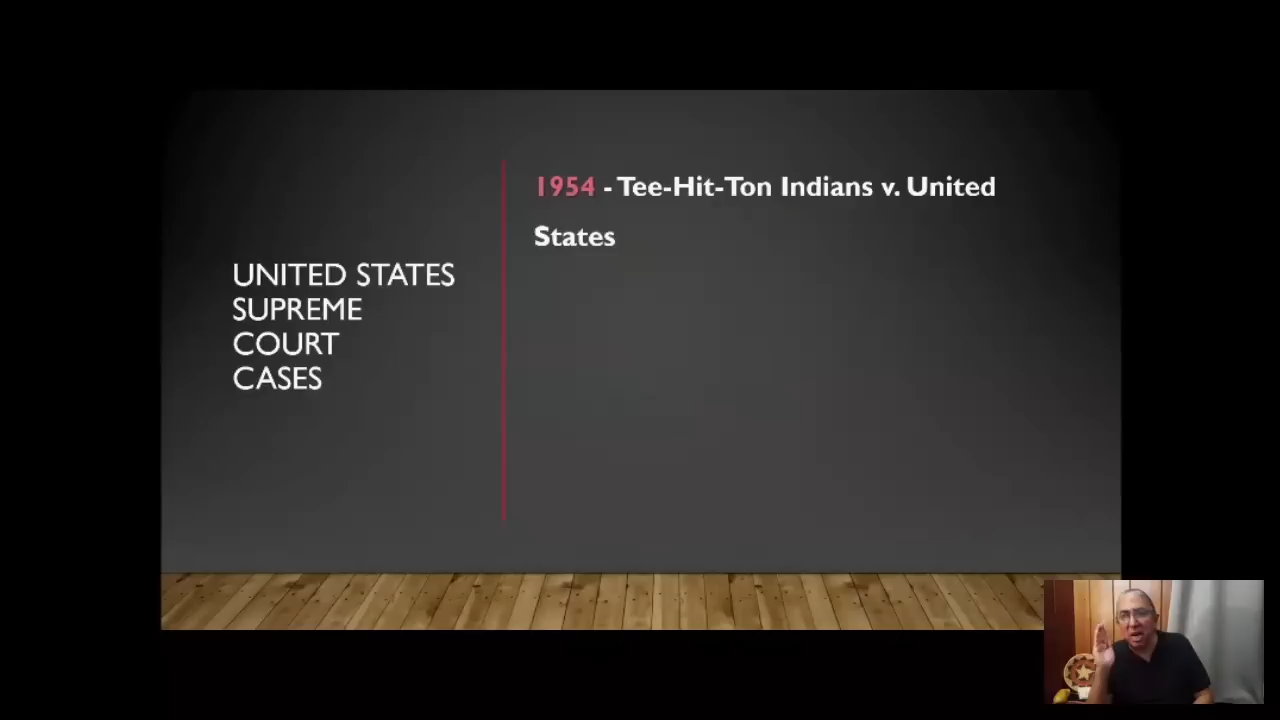 UNITED STATES
SUPREME
COURT
CASES
1954 - Tee-Hit-Ton Indians v. United
States